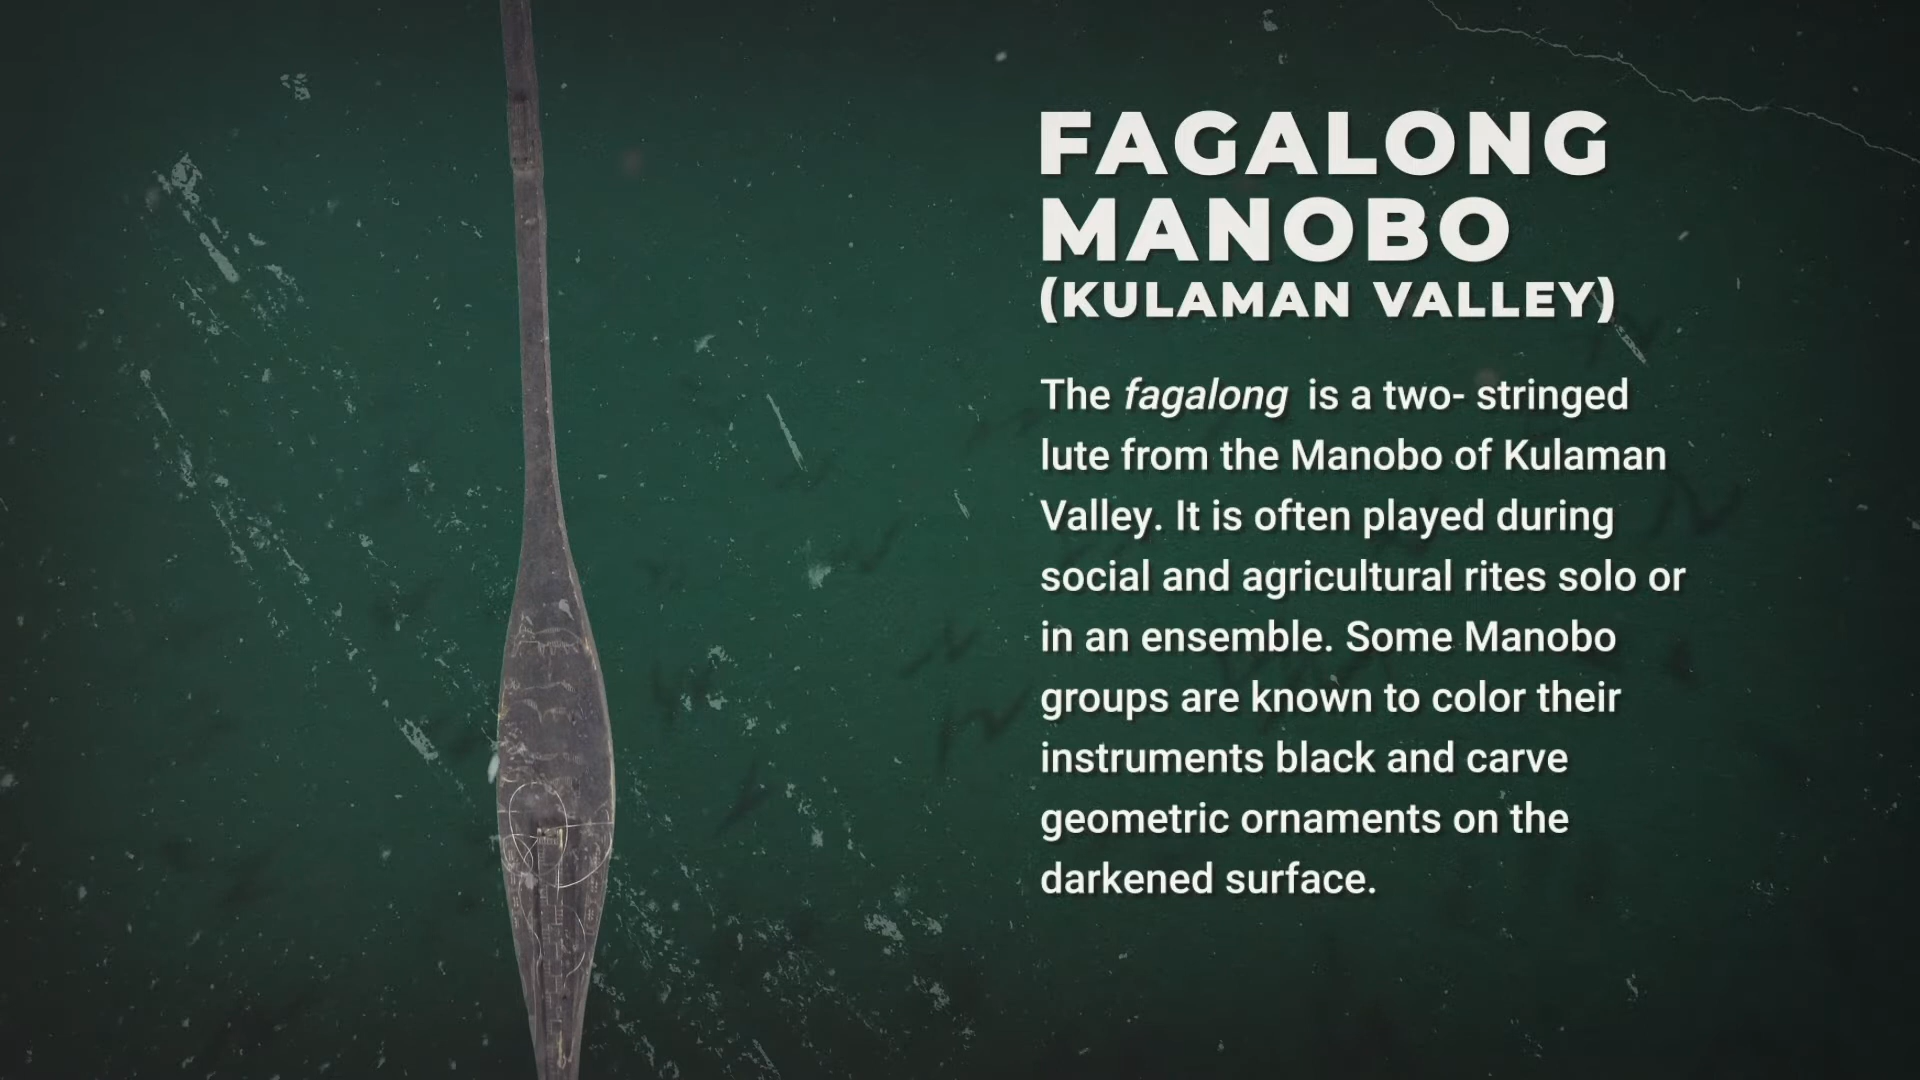 FAGALONG
MANOBO
(KULAMAN VALLEY)
The fagalong is a two- stringed
lute from the Manobo of Kulaman
Valley. It is often played during
social and agricultural rites solo or
in an ensemble. Some Manobo
groups are known to color their
instruments black and carve
geometric ornaments on the
darkened surface.